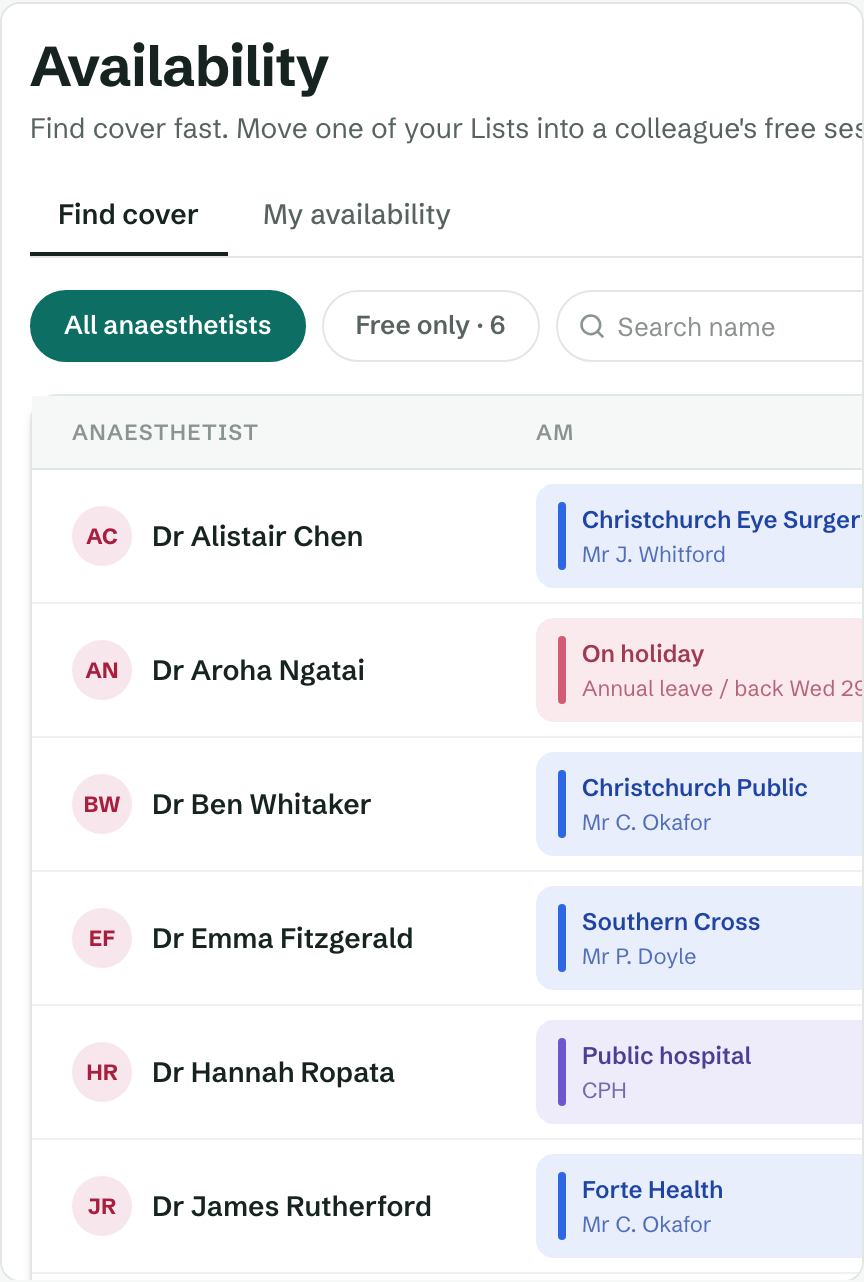 Availability
Find cover fast. Move one of your Lists into a colleague's free
Find cover My availability
All anaesthetists Free only · 6 Search name
ANAESTHETIST AM
AC Dr Alistair Chen Christchurch Eye
Mr J. Whitford
AN Dr Aroha Ngatai On holiday
Annual leave / back Wed 29
BW Dr Ben Whitaker Christchurch Public
Mr C. Okafor
EF Dr Emma Fitzgerald Southern Cross
Mr P. Doyle
HR Dr Hannah Ropata Public hospital
CPH
JR Dr James Rutherford Forte Health
Mr C. Okafor